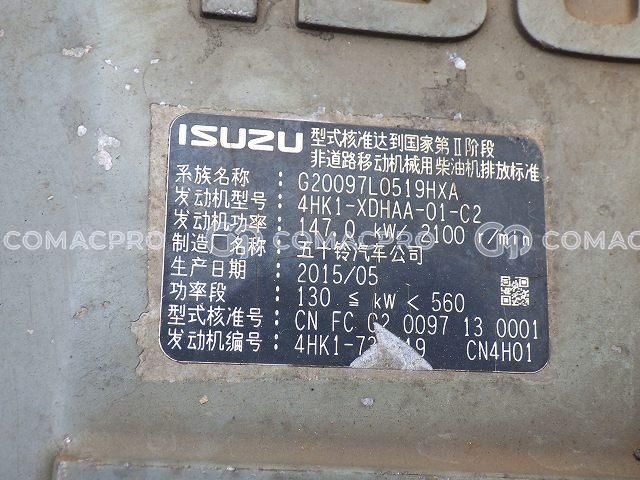 ISUZU 型式核准达到国家第Ⅱ阶段
非道路移动机械用柴油机排放标准
系族名称 : G20097L0519HXA
发动机型号 : 4HK1-XDHAA-01-C2
发动机功率 : 147.0 kW/ 2100 r/min
制造厂名称 : 五十铃汽车公司
生产日期 : 2015/05
功率段 : 130 ≦ kW < 560
型式核准号 : CN FC G2 0097 13 0001
发动机编号 : 4HK1-7 19 CN4H01
COMACPRO COMACPRO COMACPRO